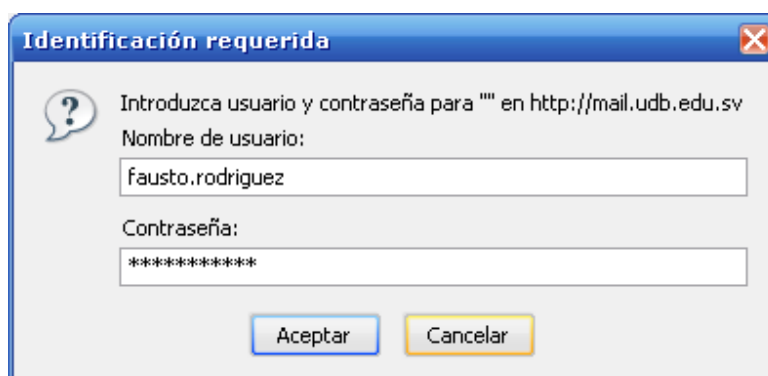 Identificación requerida
Introduzca usuario y contraseña para "" en http://mail.udb.edu.sv
Nombre de usuario:
fausto.rodriguez
Contraseña:
***********
Aceptar
Cancelar